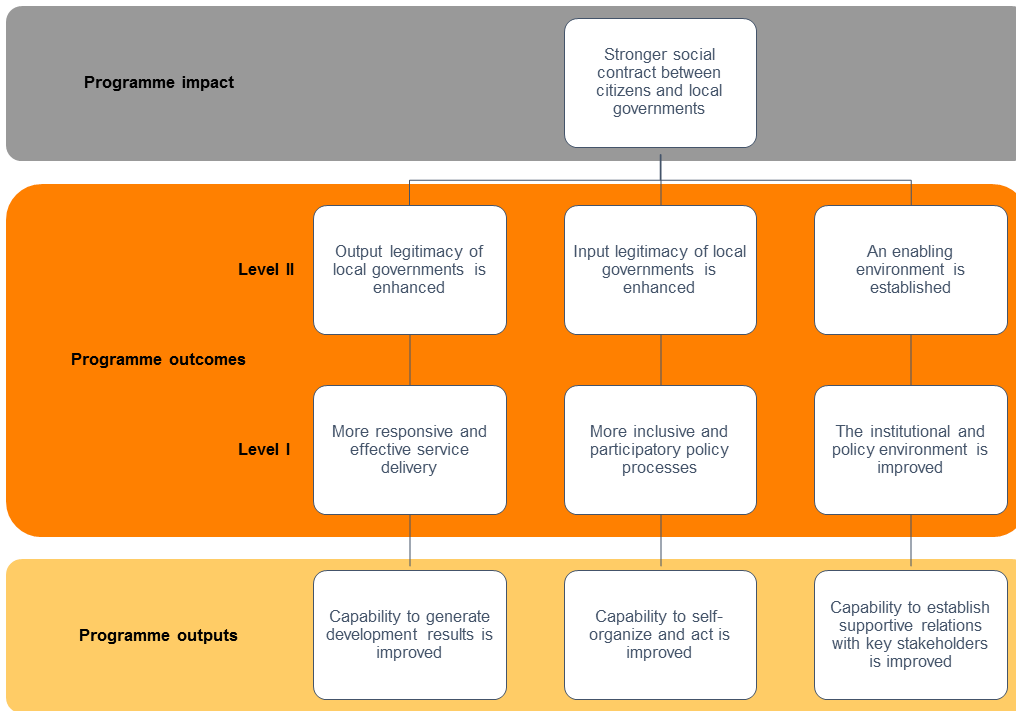 Programme impact
Stronger social
contract between
citizens and local
governments
Level II
Output legitimacy of
local governments is
enhanced
Input legitimacy of local
governments is
enhanced
An enabling
environment is
established
Programme outcomes
Level I
More responsive and
effective service
delivery
More inclusive and
participatory policy
processes
The institutional and
policy environment is
improved
Programme outputs
Capability to generate
development results is
improved
Capability to self-
organize and act is
improved
Capability to establish
supportive relations
with key stakeholders
is improved